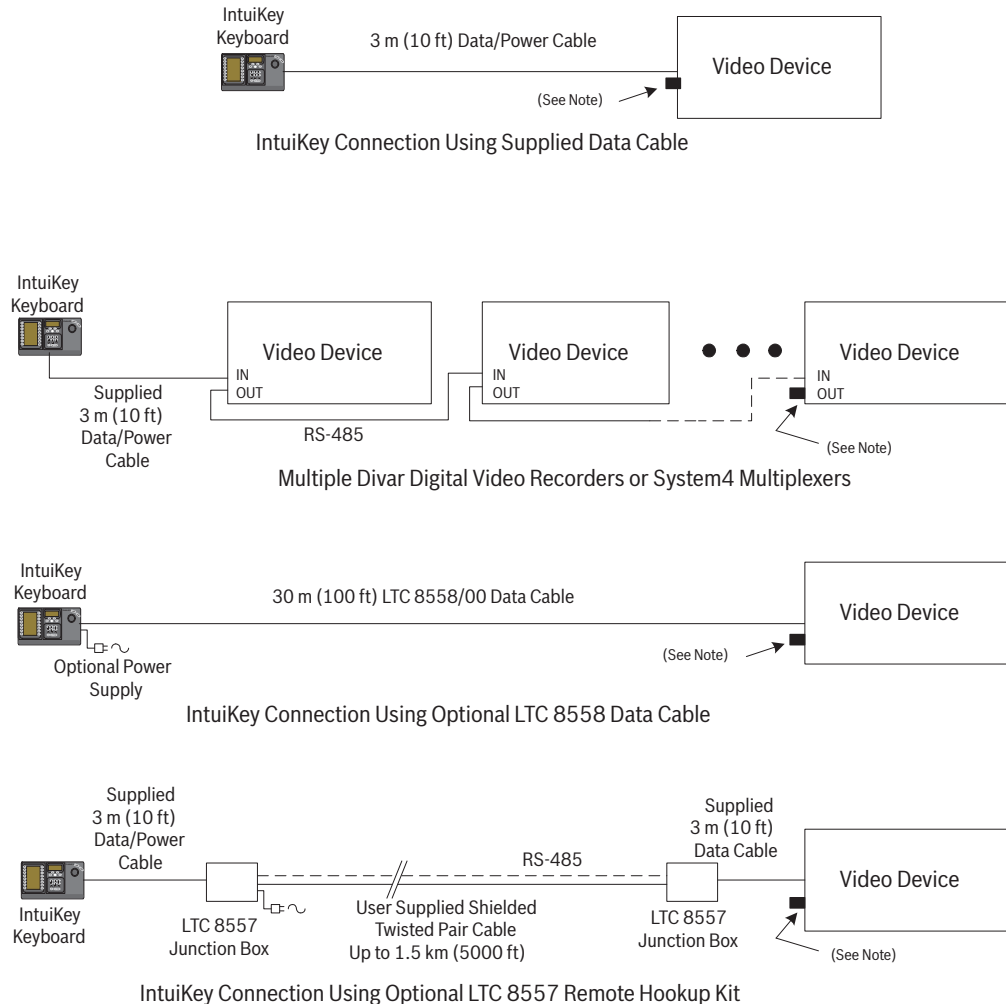 IntuiKey
Keyboard
3 m (10 ft) Data/Power Cable
Video Device
(See Note)
IntuiKey Connection Using Supplied Data Cable
IntuiKey
Keyboard
Supplied
3 m (10 ft)
Data/Power
Cable
Video Device
IN
OUT
RS-485
Video Device
IN
OUT
Video Device
IN
OUT
(See Note)
Multiple Divar Digital Video Recorders or System4 Multiplexers
IntuiKey
Keyboard
Optional Power
Supply
30 m (100 ft) LTC 8558/00 Data Cable
Video Device
(See Note)
IntuiKey Connection Using Optional LTC 8558 Data Cable
Supplied
3 m (10 ft)
Data/Power
Cable
IntuiKey
Keyboard
LTC 8557
Junction Box
RS-485
User Supplied Shielded
Twisted Pair Cable
Up to 1.5 km (5000 ft)
Supplied
3 m (10 ft)
Data Cable
LTC 8557
Junction Box
Video Device
(See Note)
IntuiKey Connection Using Optional LTC 8557 Remote Hookup Kit